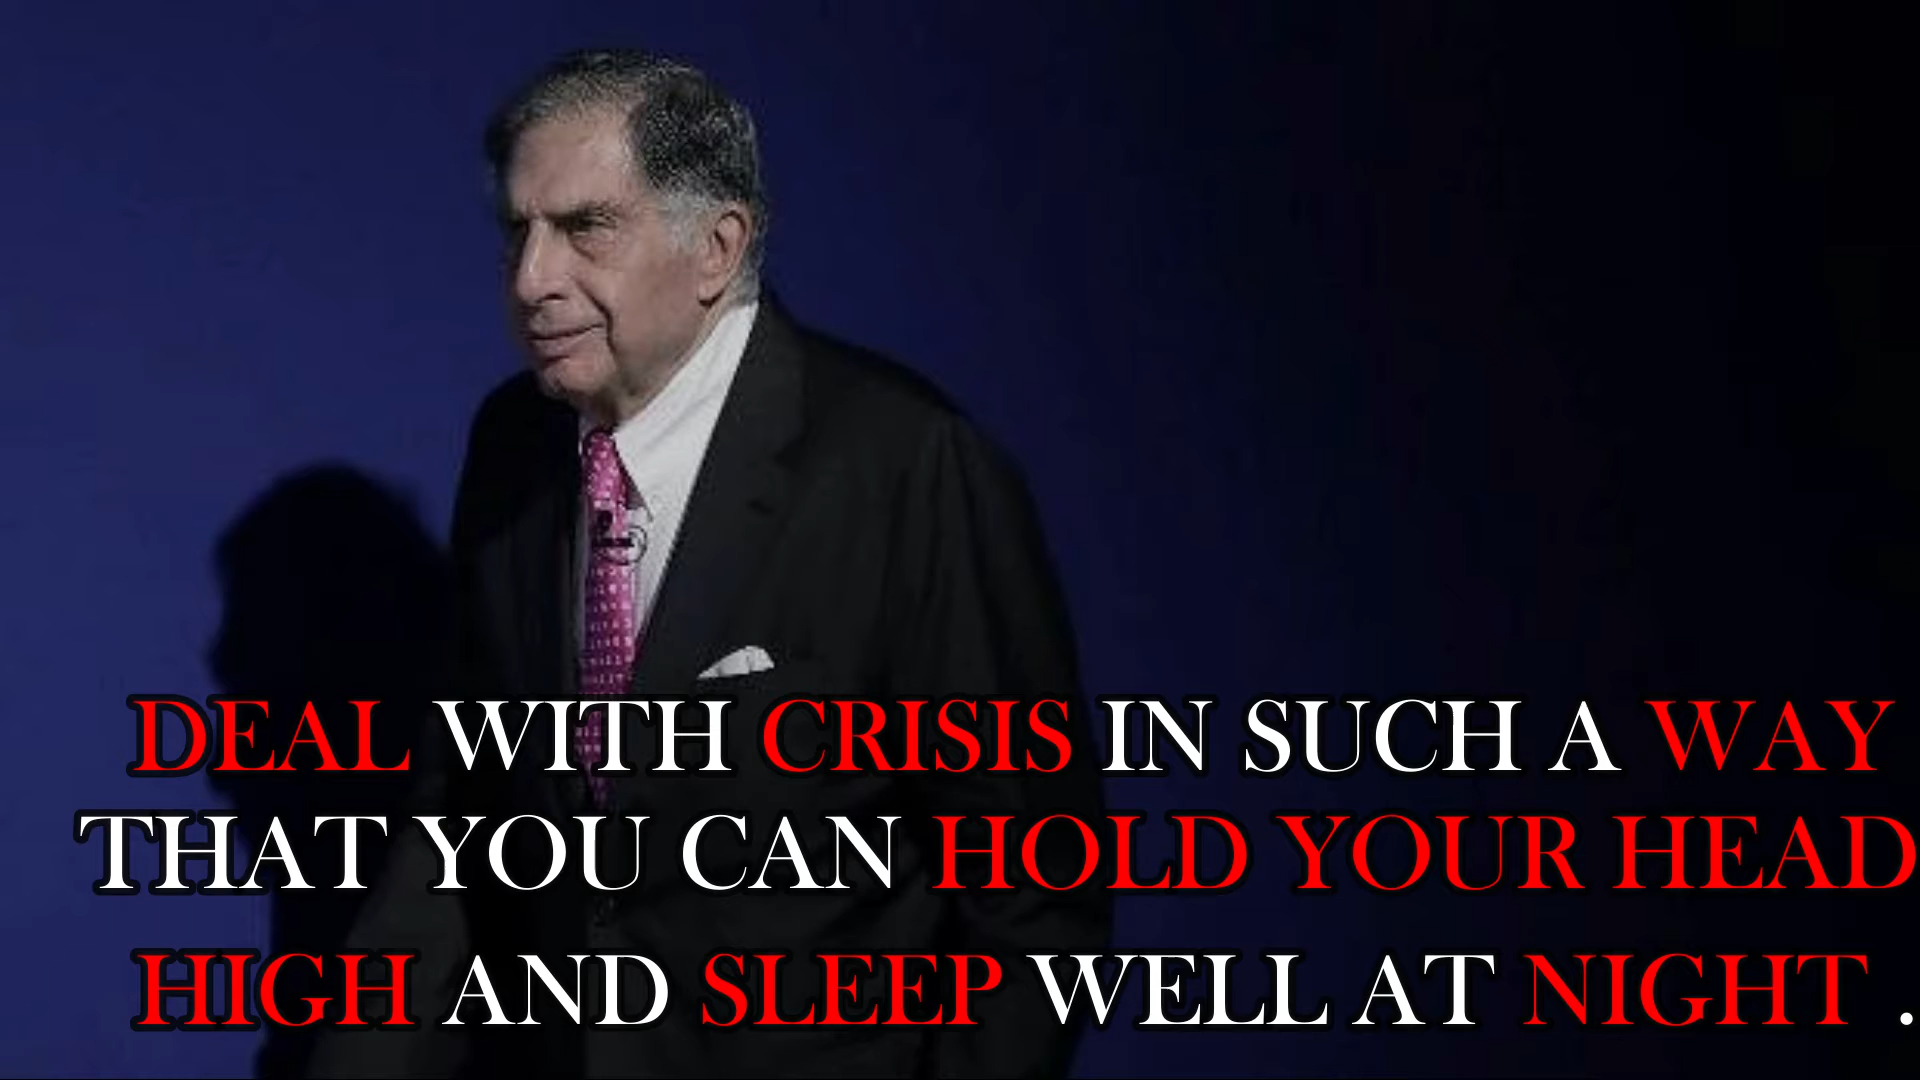 DEAL WITH CRISIS IN SUCH A WAY
THAT YOU CAN HOLD YOUR HEAD
HIGH AND SLEEP WELL AT NIGHT .